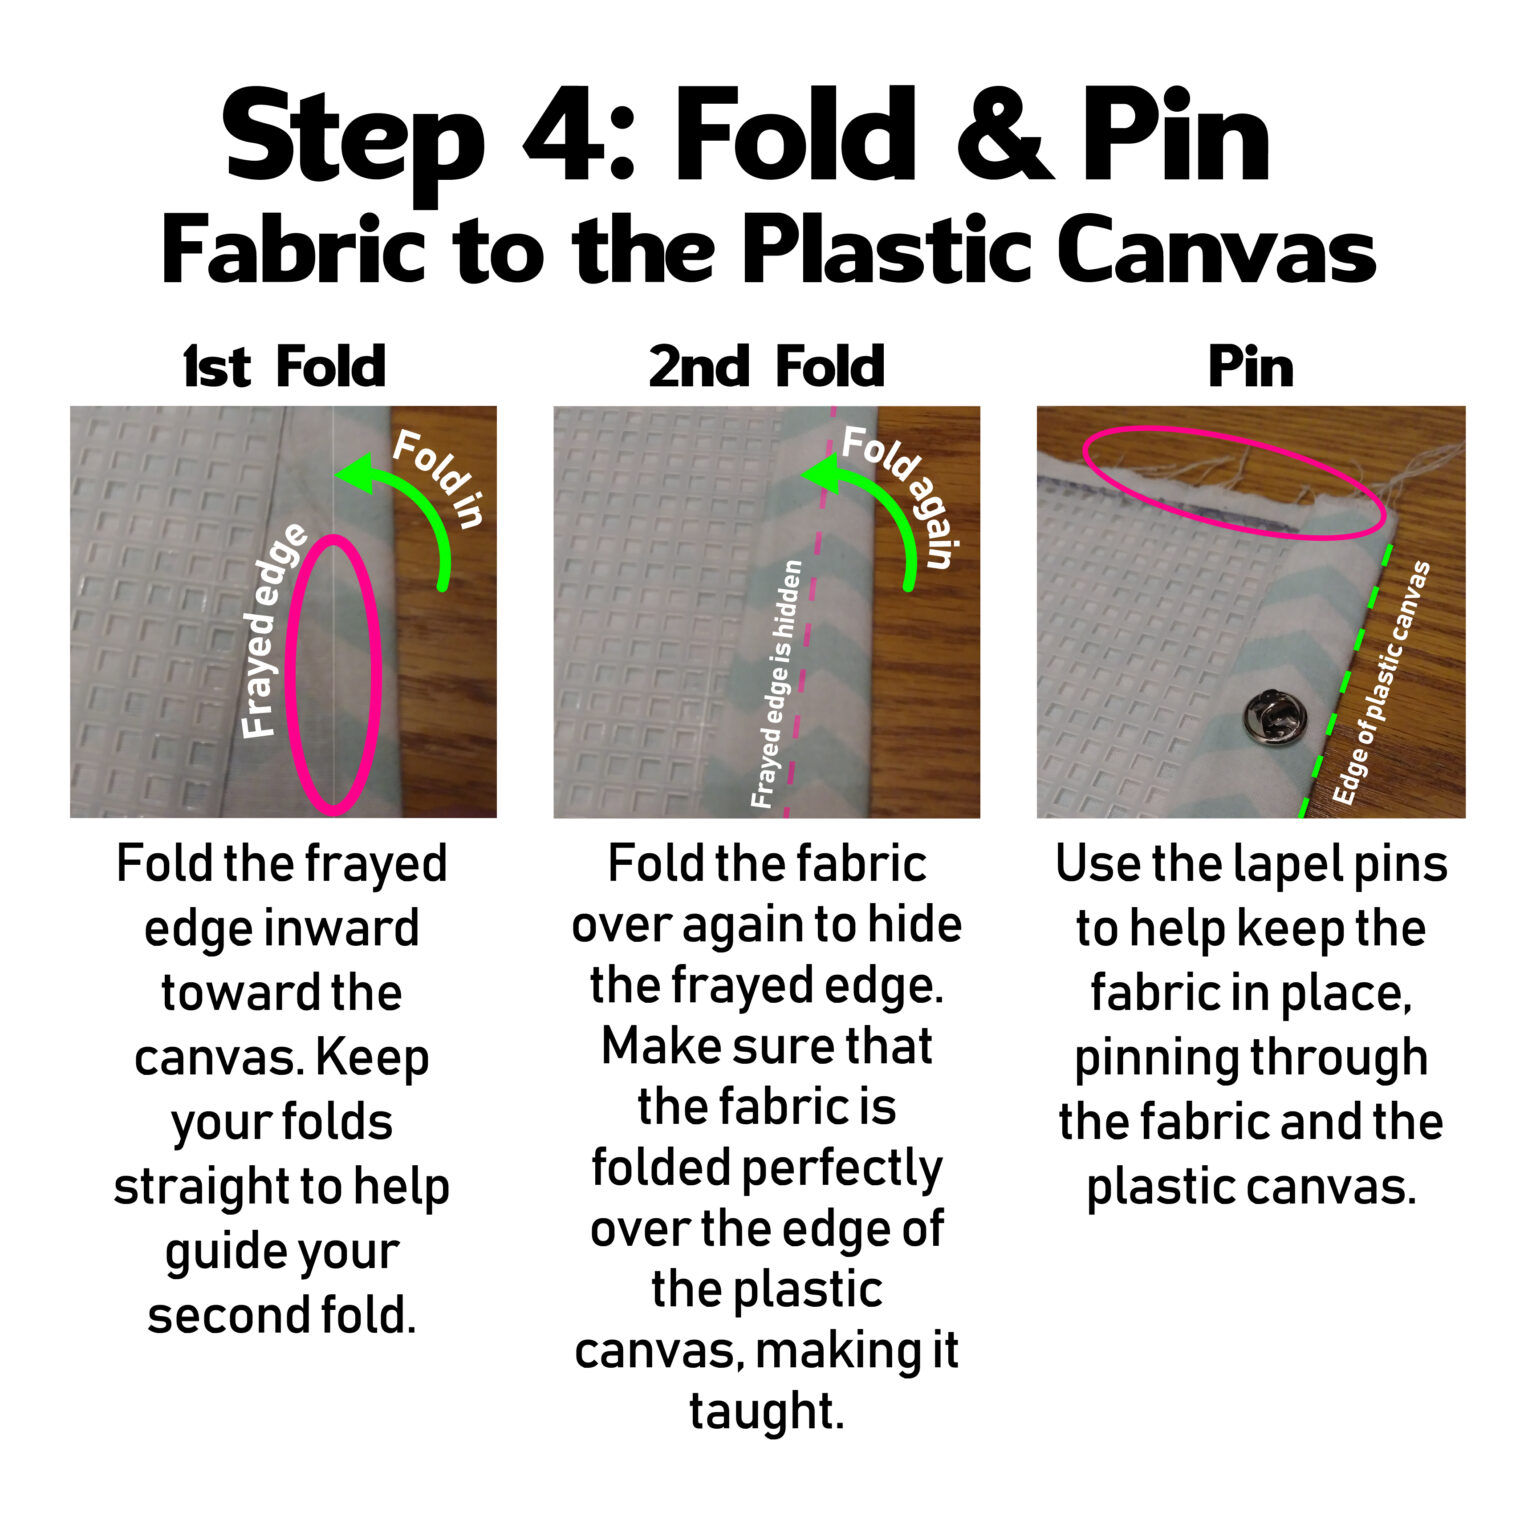 Step 4: Fold & Pin
Fabric to the Plastic Canvas
1st Fold
Fold in
Frayed edge
Fold the frayed
edge inward
toward the
canvas. Keep
your folds
straight to help
guide your
second fold.
2nd Fold
Fold again
Frayed edge is hidden
Fold the fabric
over again to hide
the frayed edge.
Make sure that
the fabric is
folded perfectly
over the edge of
the plastic
canvas, making it
taught.
Pin
Edge of plastic canvas
Use the lapel pins
to help keep the
fabric in place,
pinning through
the fabric and the
plastic canvas.